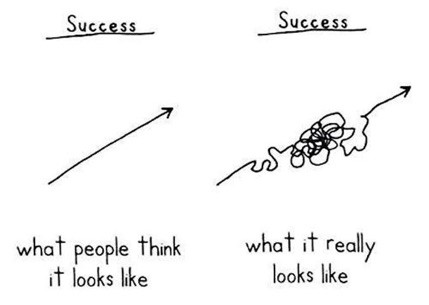 Success
what people think
it looks like
Success
what it really
looks like